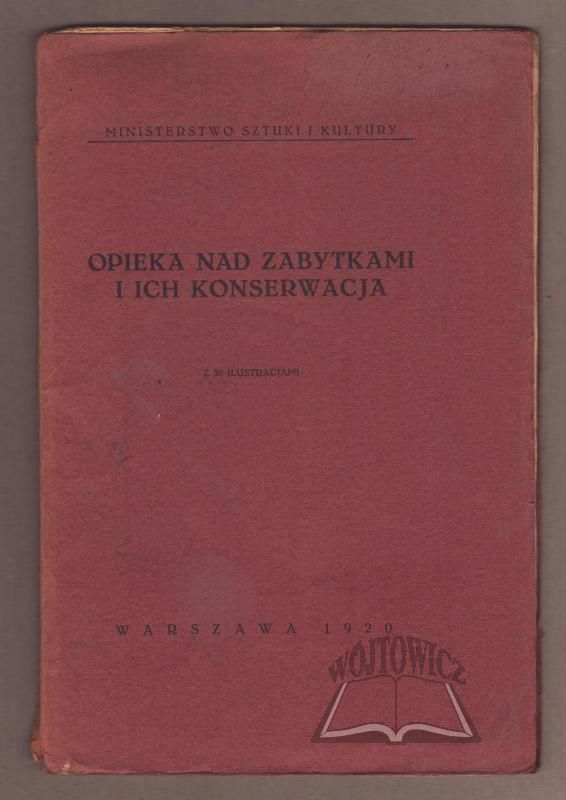 MINISTERSTWO SZTUKI I KULTURY
OPIEKA NAD ZABYTKAMI
I ICH KONSERWACJA
Z 30 ILUSTRACJAMI
WARSZAWA 1920
WÓJTOWICZ